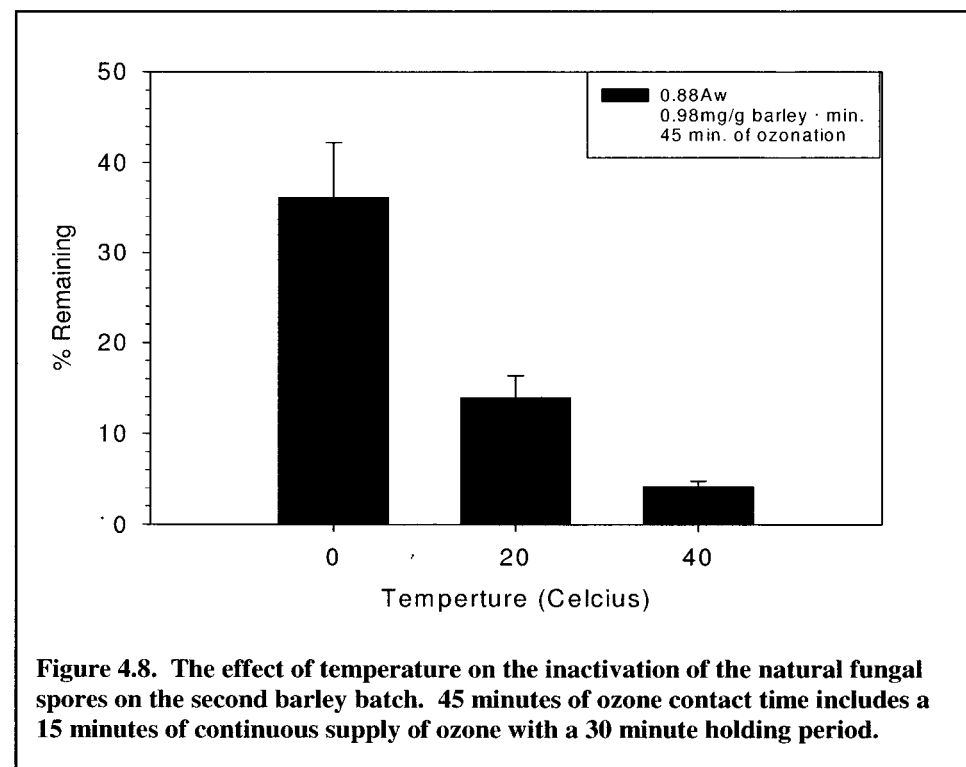 50
40
30
20
10
0
% Remaining
0.88Aw
0.98mg/g barley · min.
45 min. of ozonation
0 20 40
Temperture (Celcius)
Figure 4.8. The effect of temperature on the inactivation of the natural fungal
spores on the second barley batch. 45 minutes of ozone contact time includes a
15 minutes of continuous supply of ozone with a 30 minute holding period.